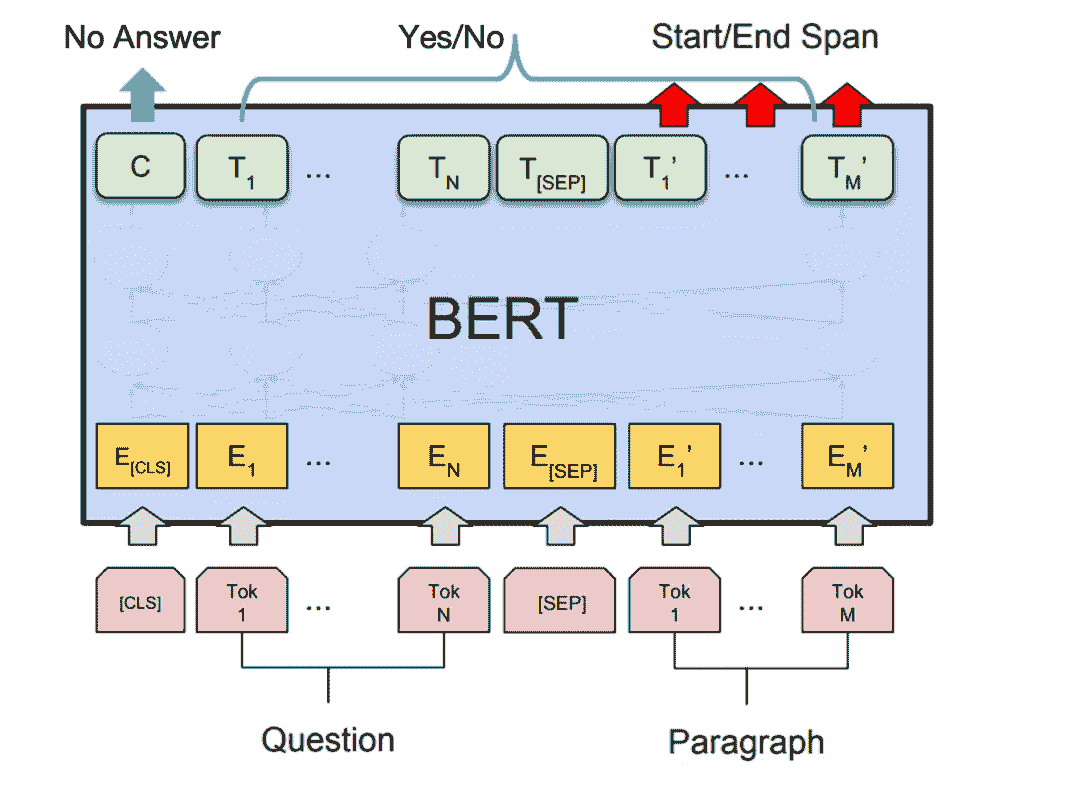 No Answer Yes/No Start/End Span
C T1 ... TN T[SEP] T1’ ... TM’
BERT
E[CLS] E1 ... EN E[SEP] E1’ ... EM’
[CLS] Tok 1 ... Tok N [SEP] Tok 1 ... Tok M
Question Paragraph